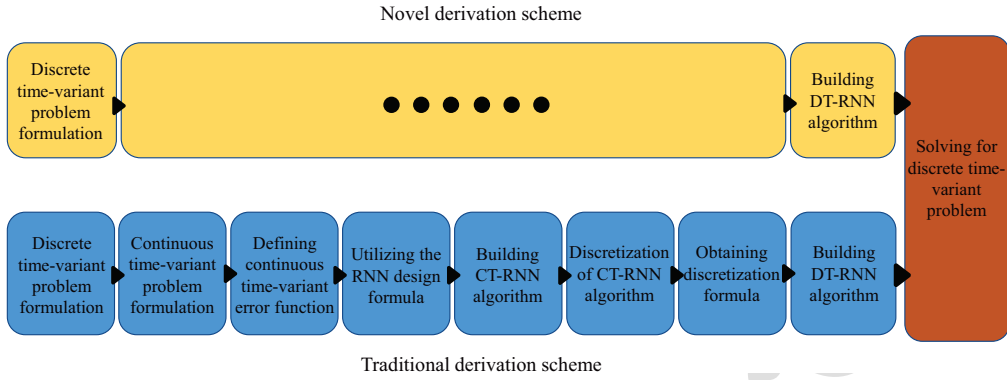 Novel derivation scheme
Discrete
time-variant
problem
formulation
Building
DT-RNN
algorithm
Solving for
discrete time-
variant
problem
Discrete
time-variant
problem
formulation
Continuous
time-variant
problem
formulation
Defining
continuous
time-variant
error function
Utilizing the
RNN design
formula
Building
CT-RNN
algorithm
Discretization
of CT-RNN
algorithm
Obtaining
discretization
formula
Building
DT-RNN
algorithm
Traditional derivation scheme